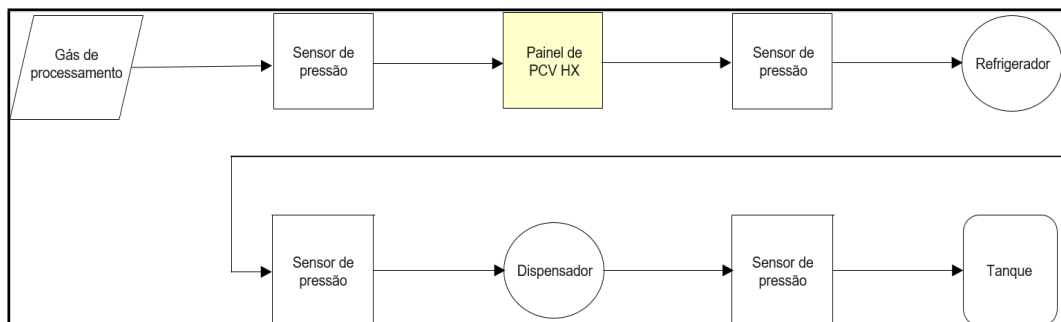 Gás de
processamento
Sensor de
pressão
Painel de
PCV HX
Sensor de
pressão
Refrigerador
Sensor de
pressão
Dispensador
Sensor de
pressão
Tanque